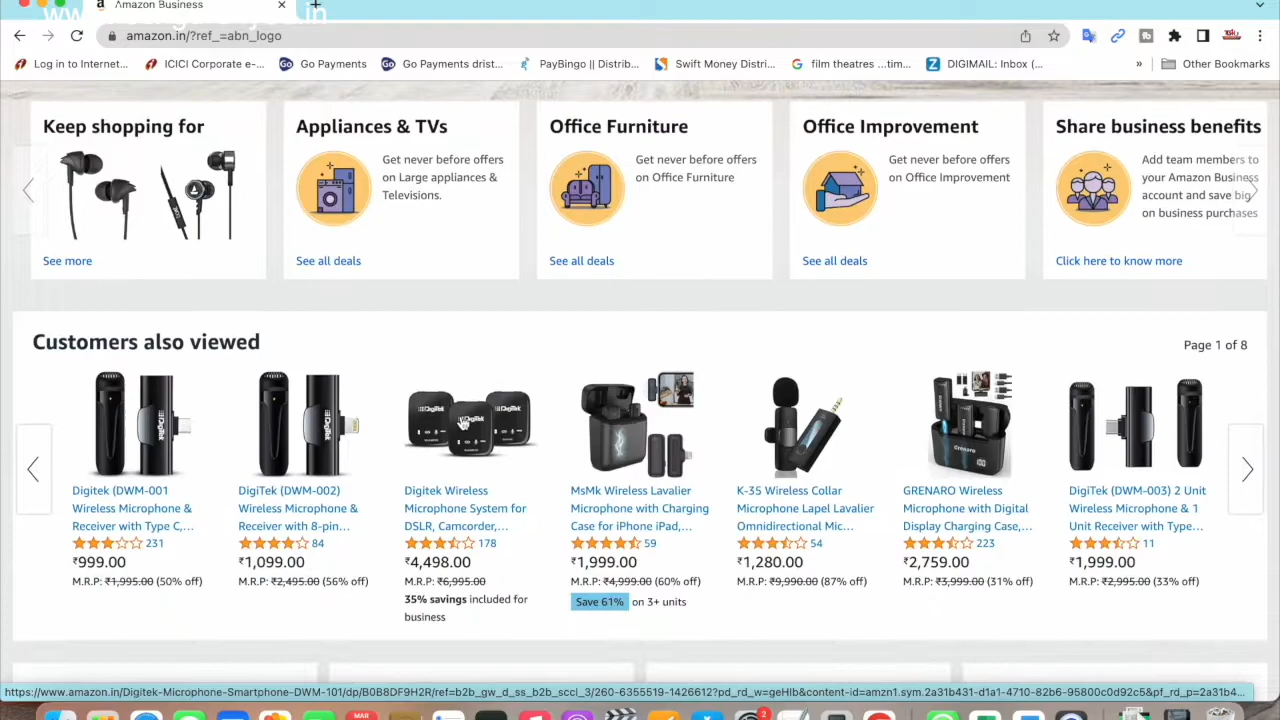 Amazon Business
amazon.in/?ref_=abn_logo
Log in to Internet... ICICI Corporate e-... Go Payments Go Payments drist... PayBingo || Distrib... Swift Money Distri... film theatres ...tim... DIGIMAIL: Inbox (... » Other Bookmarks
Keep shopping for
See more
Appliances & TVs
Get never before offers
on Large appliances &
Televisions.
See all deals
Office Furniture
Get never before offers
on Office Furniture
See all deals
Office Improvement
Get never before offers
on Office Improvement
See all deals
Share business benefits
Add team members to
your Amazon Business
account and save big
on business purchases
Click here to know more
Customers also viewed
Page 1 of 8
Digitek (DWM-001
Wireless Microphone &
Receiver with Type C,...
231
₹999.00
M.R.P: ₹1,995.00 (50% off)
DigiTek (DWM-002)
Wireless Microphone &
Receiver with 8-pin...
84
₹1,099.00
M.R.P: ₹2,495.00 (56% off)
Digitek Wireless
Microphone System for
DSLR, Camcorder,...
178
₹4,498.00
M.R.P: ₹6,995.00
35% savings included for
business
MsMk Wireless Lavalier
Microphone with Charging
Case for iPhone iPad,...
59
₹1,999.00
M.R.P: ₹4,999.00 (60% off)
Save 61% on 3+ units
K-35 Wireless Collar
Microphone Lapel Lavalier
Omnidirectional Mic...
54
₹1,280.00
M.R.P: ₹9,990.00 (87% off)
GRENARO Wireless
Microphone with Digital
Display Charging Case,...
223
₹2,759.00
M.R.P: ₹3,999.00 (31% off)
DigiTek (DWM-003) 2 Unit
Wireless Microphone & 1
Unit Receiver with Type...
11
₹1,999.00
M.R.P: ₹2,995.00 (33% off)
https://www.amazon.in/Digitek-Microphone-Smartphone-DWM-101/dp/B0B8DF9H2R/ref=b2b_gw_d_ss_b2b_sccl_3/260-6355519-1426612?pd_rd_w=geHlb&content-id=amzn1.sym.2a31b431-d1a1-4710-82b6-95800c0d92c5&pf_rd_p=2a31b4...
MAR
2